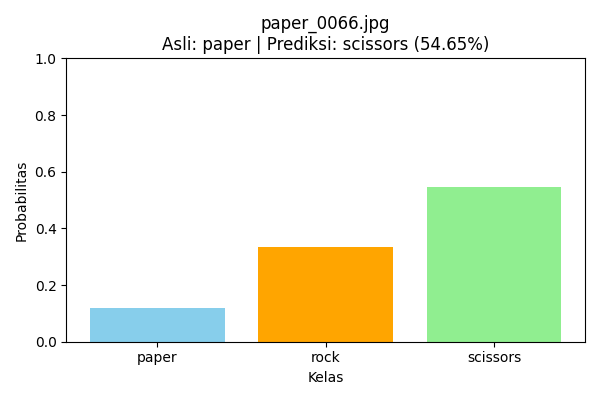 paper_0066.jpg
Asli: paper | Prediksi: scissors (54.65%)
1.0
0.8
0.6
0.4
0.2
0.0
Probabilitas
paper rock scissors
Kelas